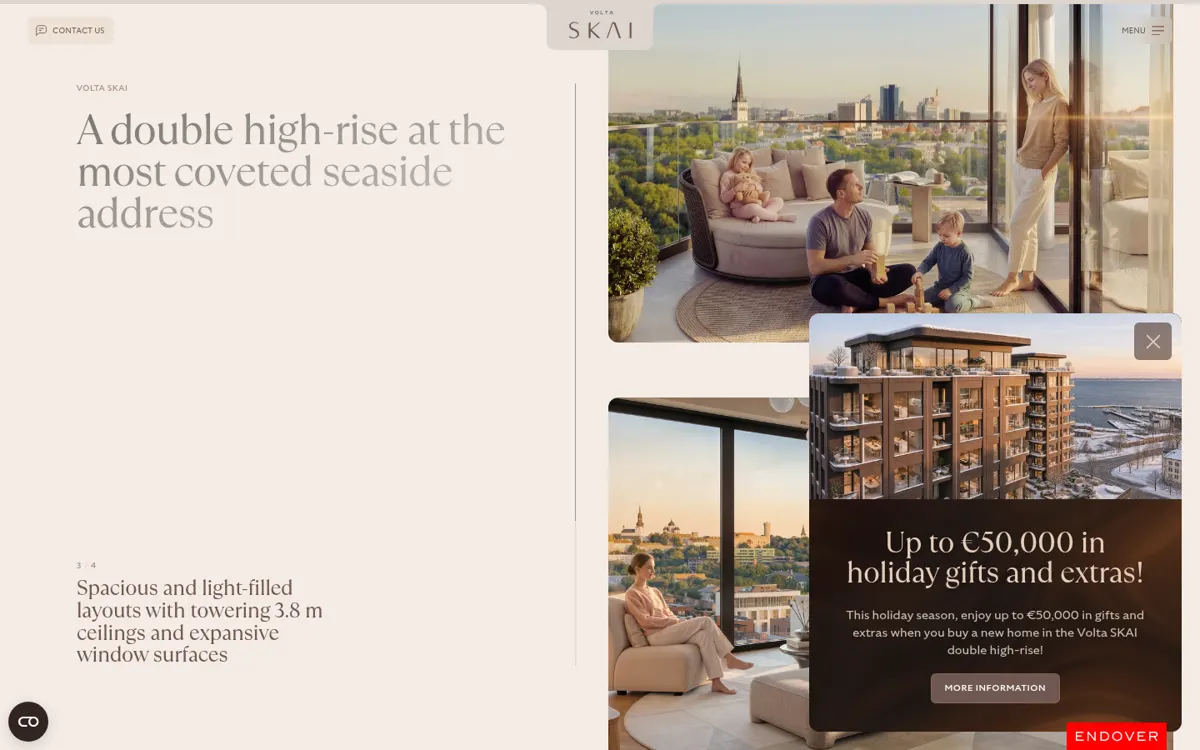 CONTACT US
VOLTA
SKAI
MENU
VOLTA SKAI
A double high-rise at the
most coveted seaside
address
3 4
Spacious and light-filled
layouts with towering 3.8 m
ceilings and expansive
window surfaces
Up to €50,000 in
holiday gifts and extras!
This holiday season, enjoy up to €50,000 in gifts and
extras when you buy a new home in the Volta SKAI
double high-rise!
MORE INFORMATION
ENDOVER